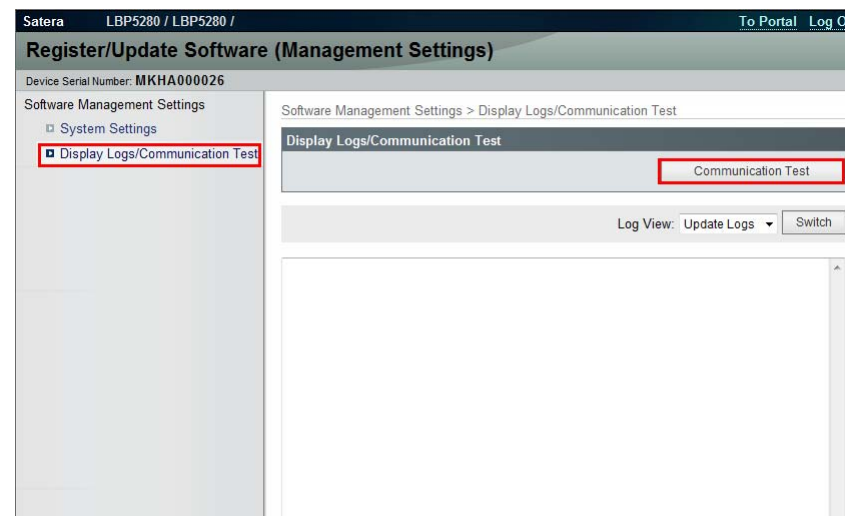 Satera LBP5280 / LBP5280 / To Portal Log O
Register/Update Software (Management Settings)
Device Serial Number: MKHA000026
Software Management Settings
System Settings
Display Logs/Communication Test
Software Management Settings > Display Logs/Communication Test
Display Logs/Communication Test
Communication Test
Log View: Update Logs Switch